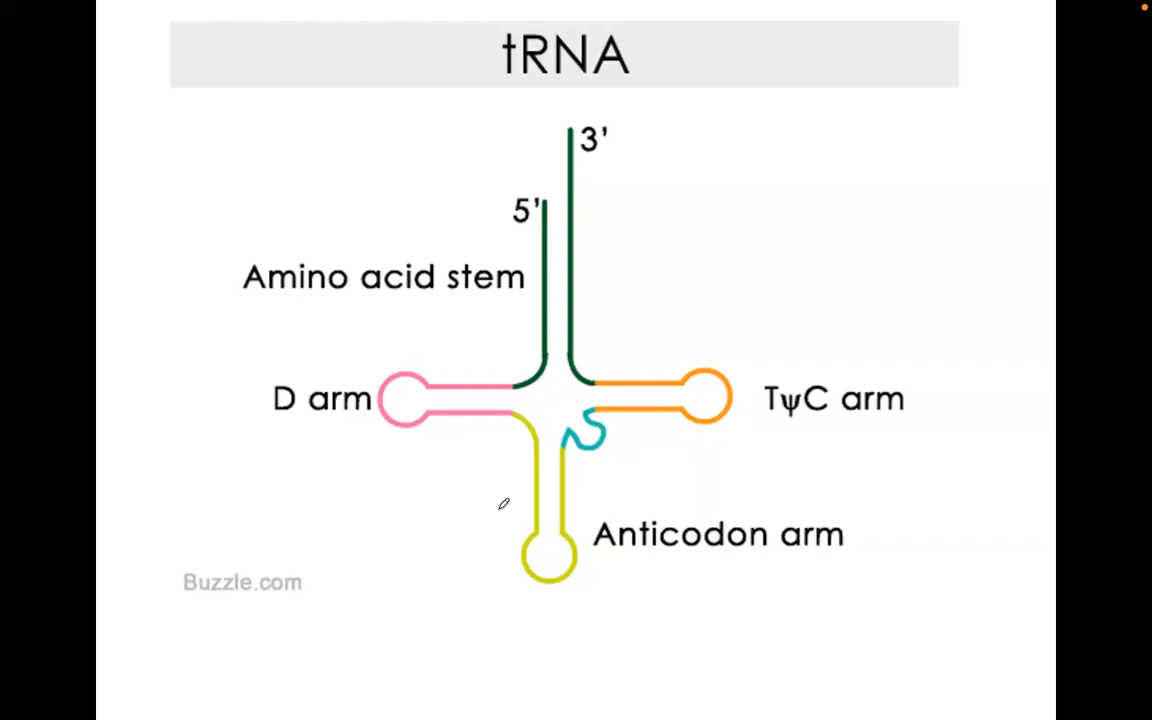 tRNA
3'
5'
Amino acid stem
D arm
TψC arm
Anticodon arm
Buzzle.com